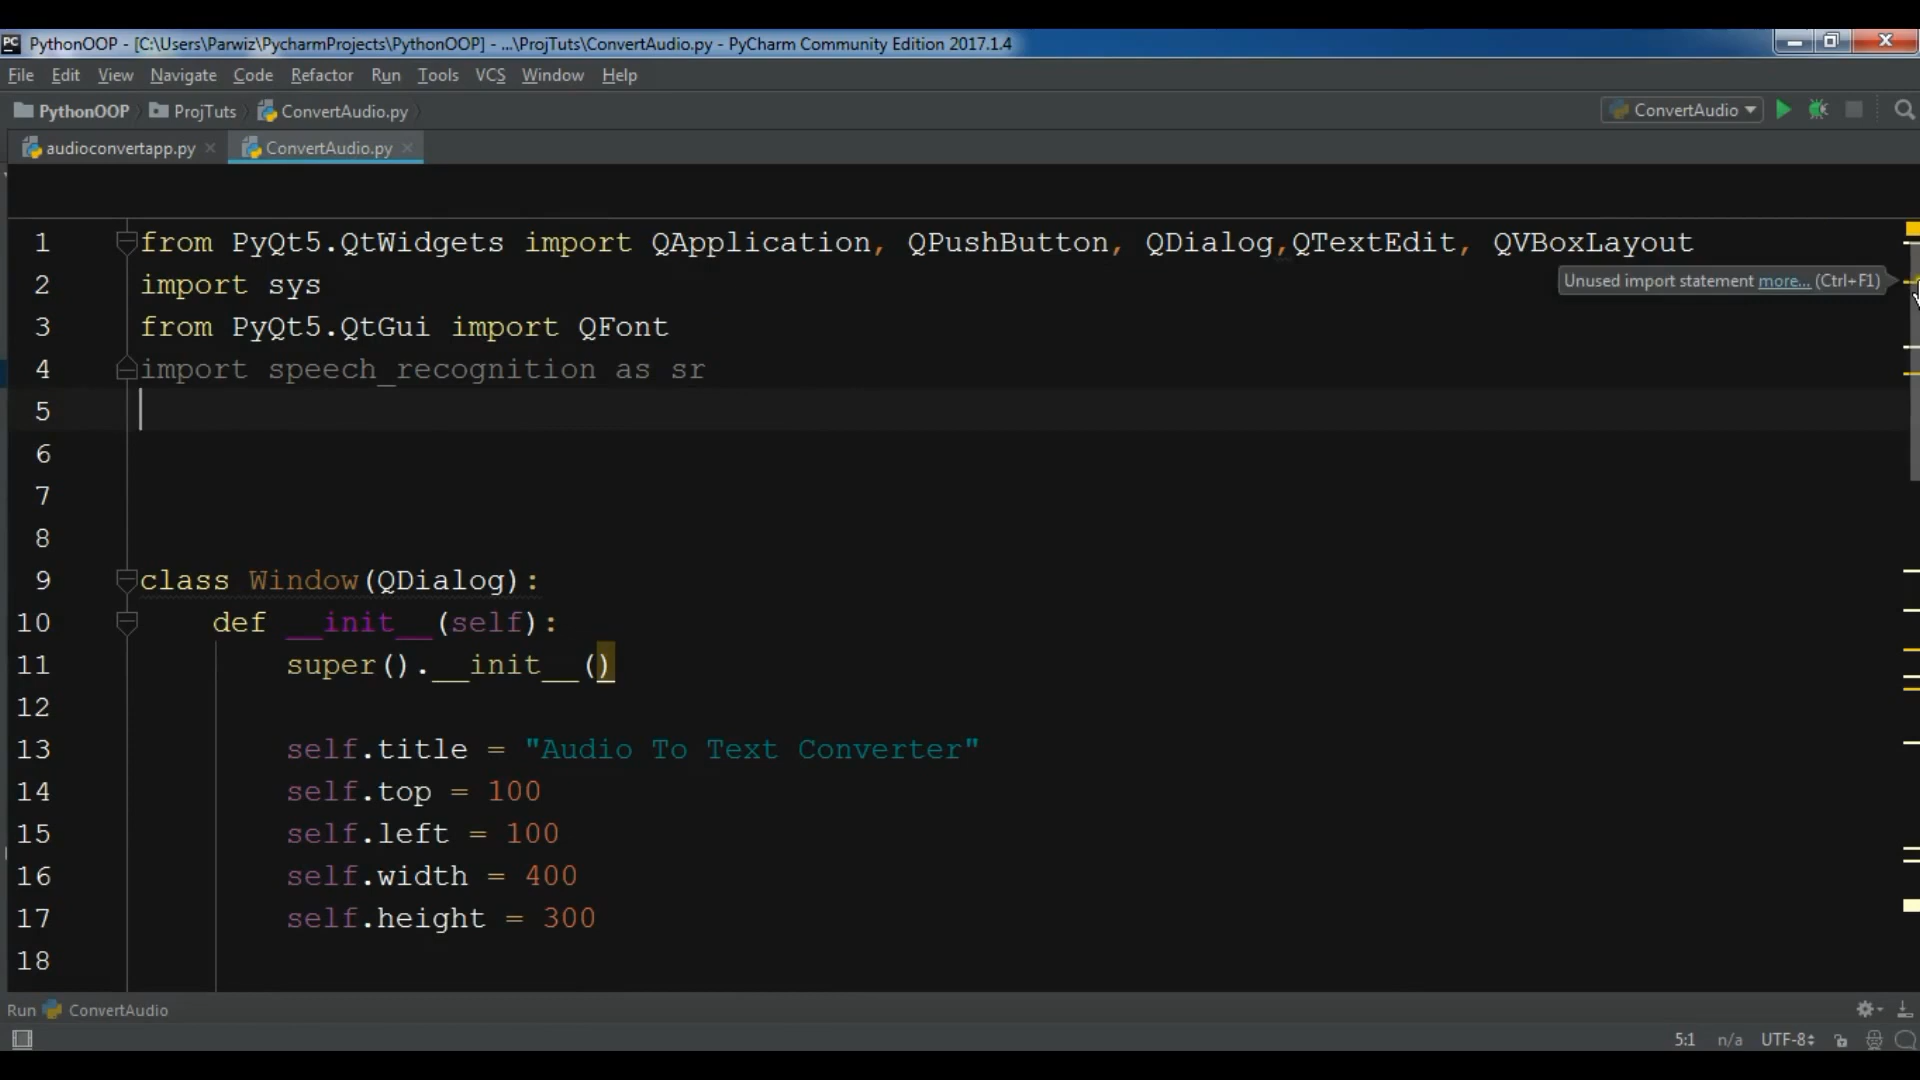 PythonOOP - [C:\Users\Parwiz\PycharmProjects\PythonOOP] - ...\ProjTuts\ConvertAudio.py - PyCharm Community Edition 2017.1.4
File Edit View Navigate Code Refactor Run Tools VCS Window Help
PythonOOP ProjTuts ConvertAudio.py ConvertAudio
audioconvertapp.py ConvertAudio.py
1 from PyQt5.QtWidgets import QApplication, QPushButton, QDialog,QTextEdit, QVBoxLayout
2 import sys
Unused import statement more... (Ctrl+F1)
3 from PyQt5.QtGui import QFont
4 import speech_recognition as sr
5
6
7
8
9 class Window(QDialog):
10 def __init__(self):
11 super().__init__()
12
13 self.title = "Audio To Text Converter"
14 self.top = 100
15 self.left = 100
16 self.width = 400
17 self.height = 300
18
Run ConvertAudio
5:1 n/a UTF-8